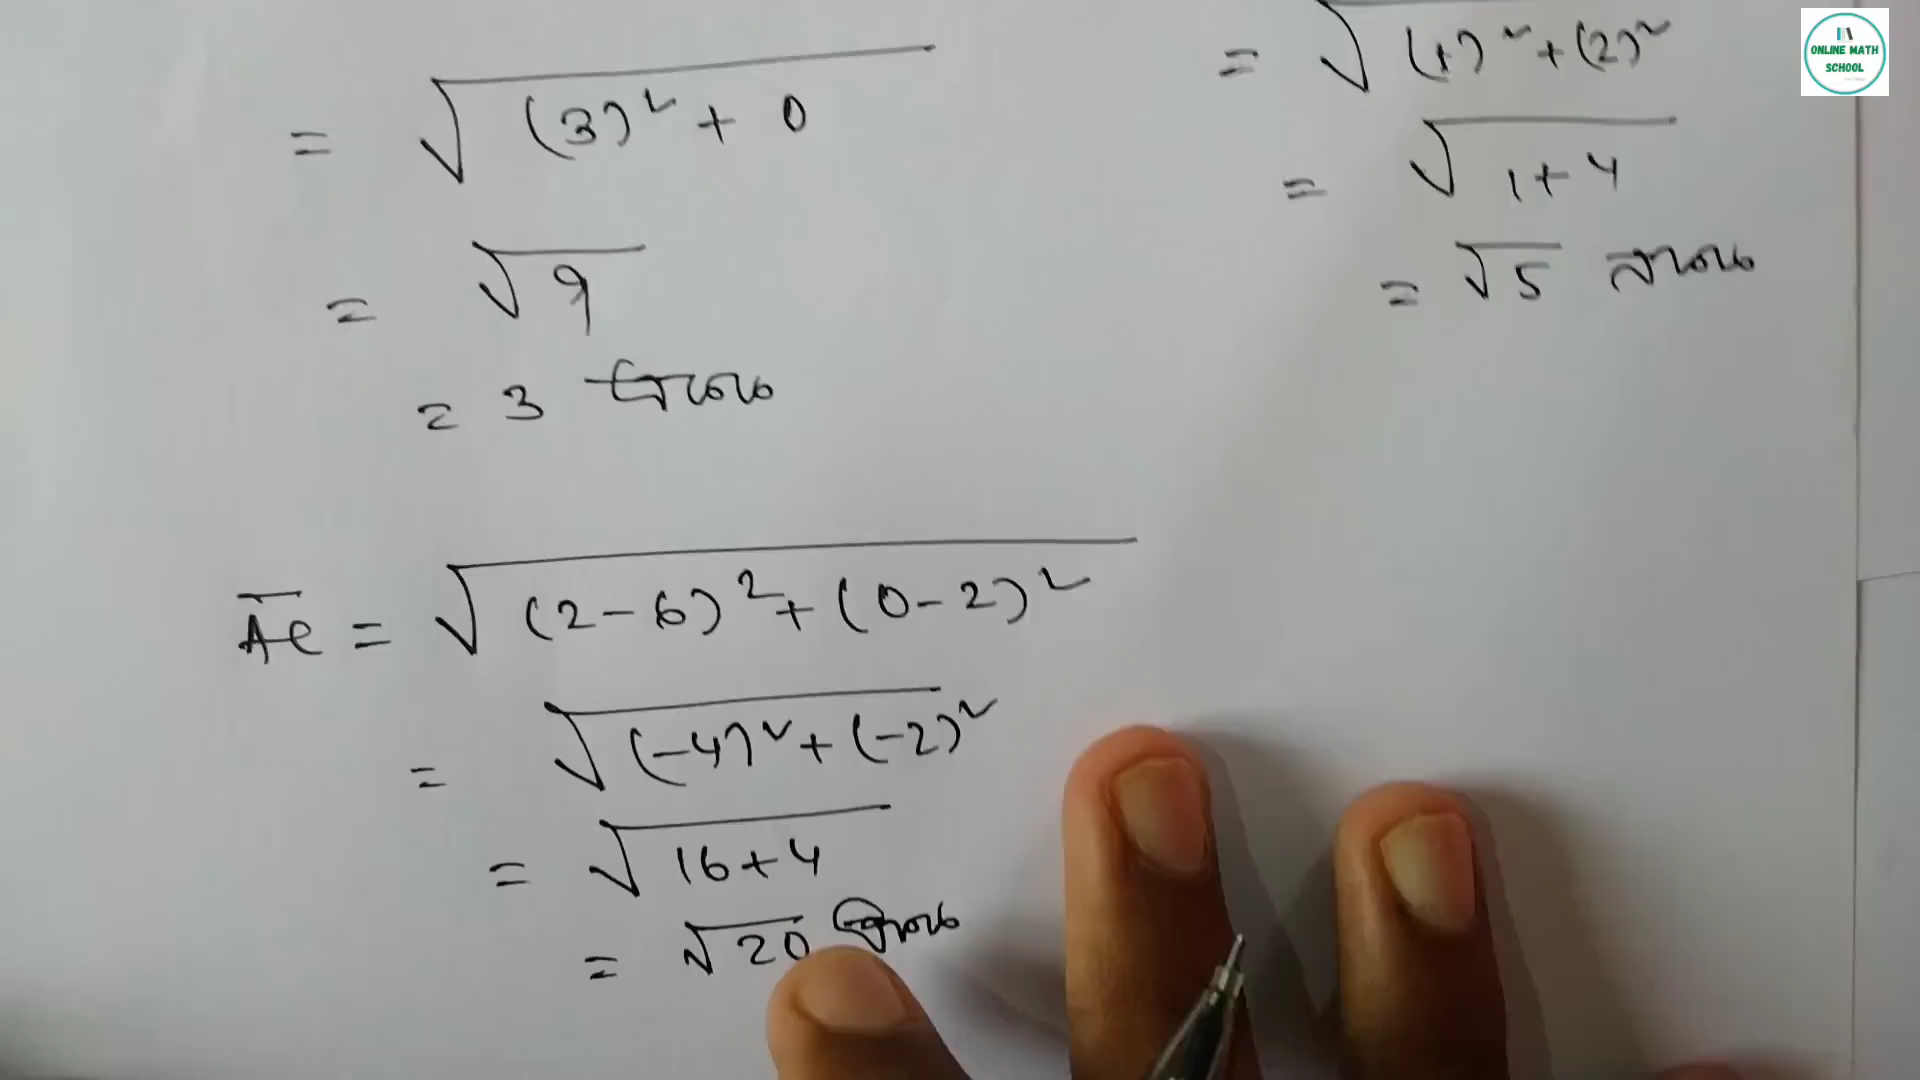 = √(3)² + 0
= √9
= 3
= √(1)² + (2)²
= √1+4
= √5
AC = √(2-6)² + (0-2)²
= √(-4)² + (-2)²
= √16+4
= √20
ONLINE MATH
SCHOOL